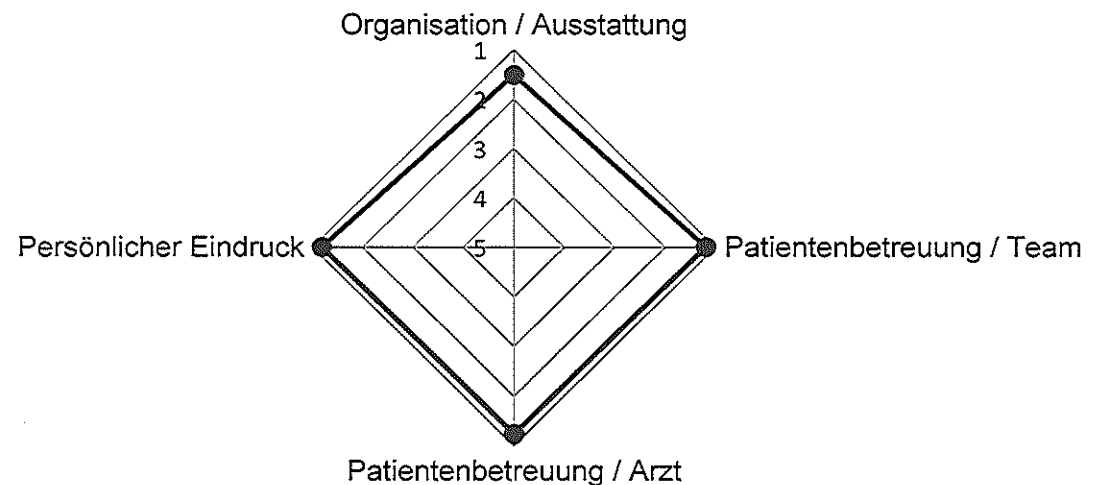 Organisation / Ausstattung
1
2
3
4
Persönlicher Eindruck
5
Patientenbetreuung / Team
Patientenbetreuung / Arzt